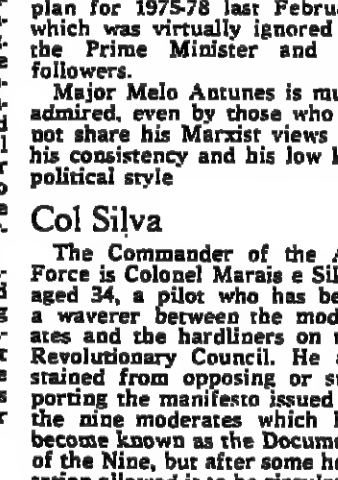 plan for 1975-78 last Februa
which was virtually ignored
the Prime Minister and
followers.
Major Melo Antunes is mu
admired, even by those who
not share his Marxist views
his consistency and his low k
political style
Col Silva
The Commander of the A
Force is Colonel Marais e Sil
aged 34, a pilot who has be
a waverer between the mod
ates and the hardliners on t
Revolutionary Council. He a
stained from opposing or su
porting the manifesto issued
the nine moderates which h
become known as the Docume
of the Nine, but after some he